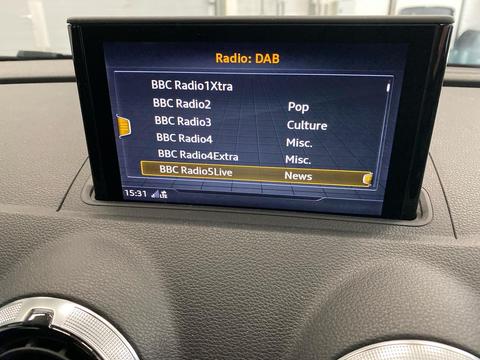 Radio: DAB
BBC Radio1Xtra
BBC Radio2 Pop
BBC Radio3 Culture
BBC Radio4 Misc.
BBC Radio4Extra Misc.
BBC Radio5Live News
15:31 LTE